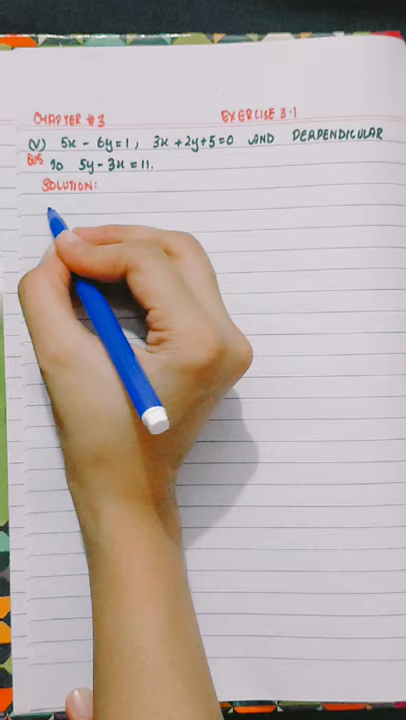 CHAPTER #3 EXERCISE 3.1
(V) 5x - 6y=1, 3x +2y+5=0 AND PERPENDICULAR
Q15 TO 5y - 3x = 11.
SOLUTION: